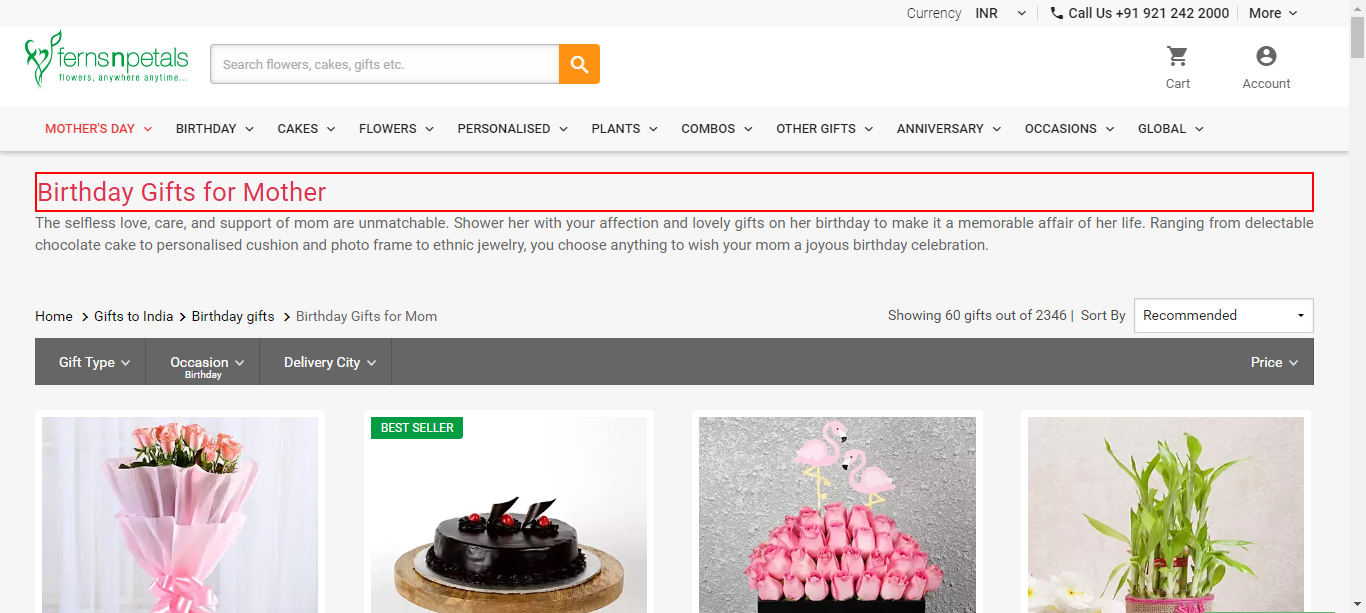 Currency INR Call Us +91 921 242 2000 More
fernsnpetals
flowers, anywhere anytime...
Search flowers, cakes, gifts etc.
Cart
Account
MOTHER'S DAY BIRTHDAY CAKES FLOWERS PERSONALISED PLANTS COMBOS OTHER GIFTS ANNIVERSARY OCCASIONS GLOBAL
Birthday Gifts for Mother
The selfless love, care, and support of mom are unmatchable. Shower her with your affection and lovely gifts on her birthday to make it a memorable affair of her life. Ranging from delectable
chocolate cake to personalised cushion and photo frame to ethnic jewelry, you choose anything to wish your mom a joyous birthday celebration.
Home > Gifts to India > Birthday gifts > Birthday Gifts for Mom
Showing 60 gifts out of 2346 | Sort By Recommended
Gift Type Occasion Delivery City Price
Birthday
BEST SELLER